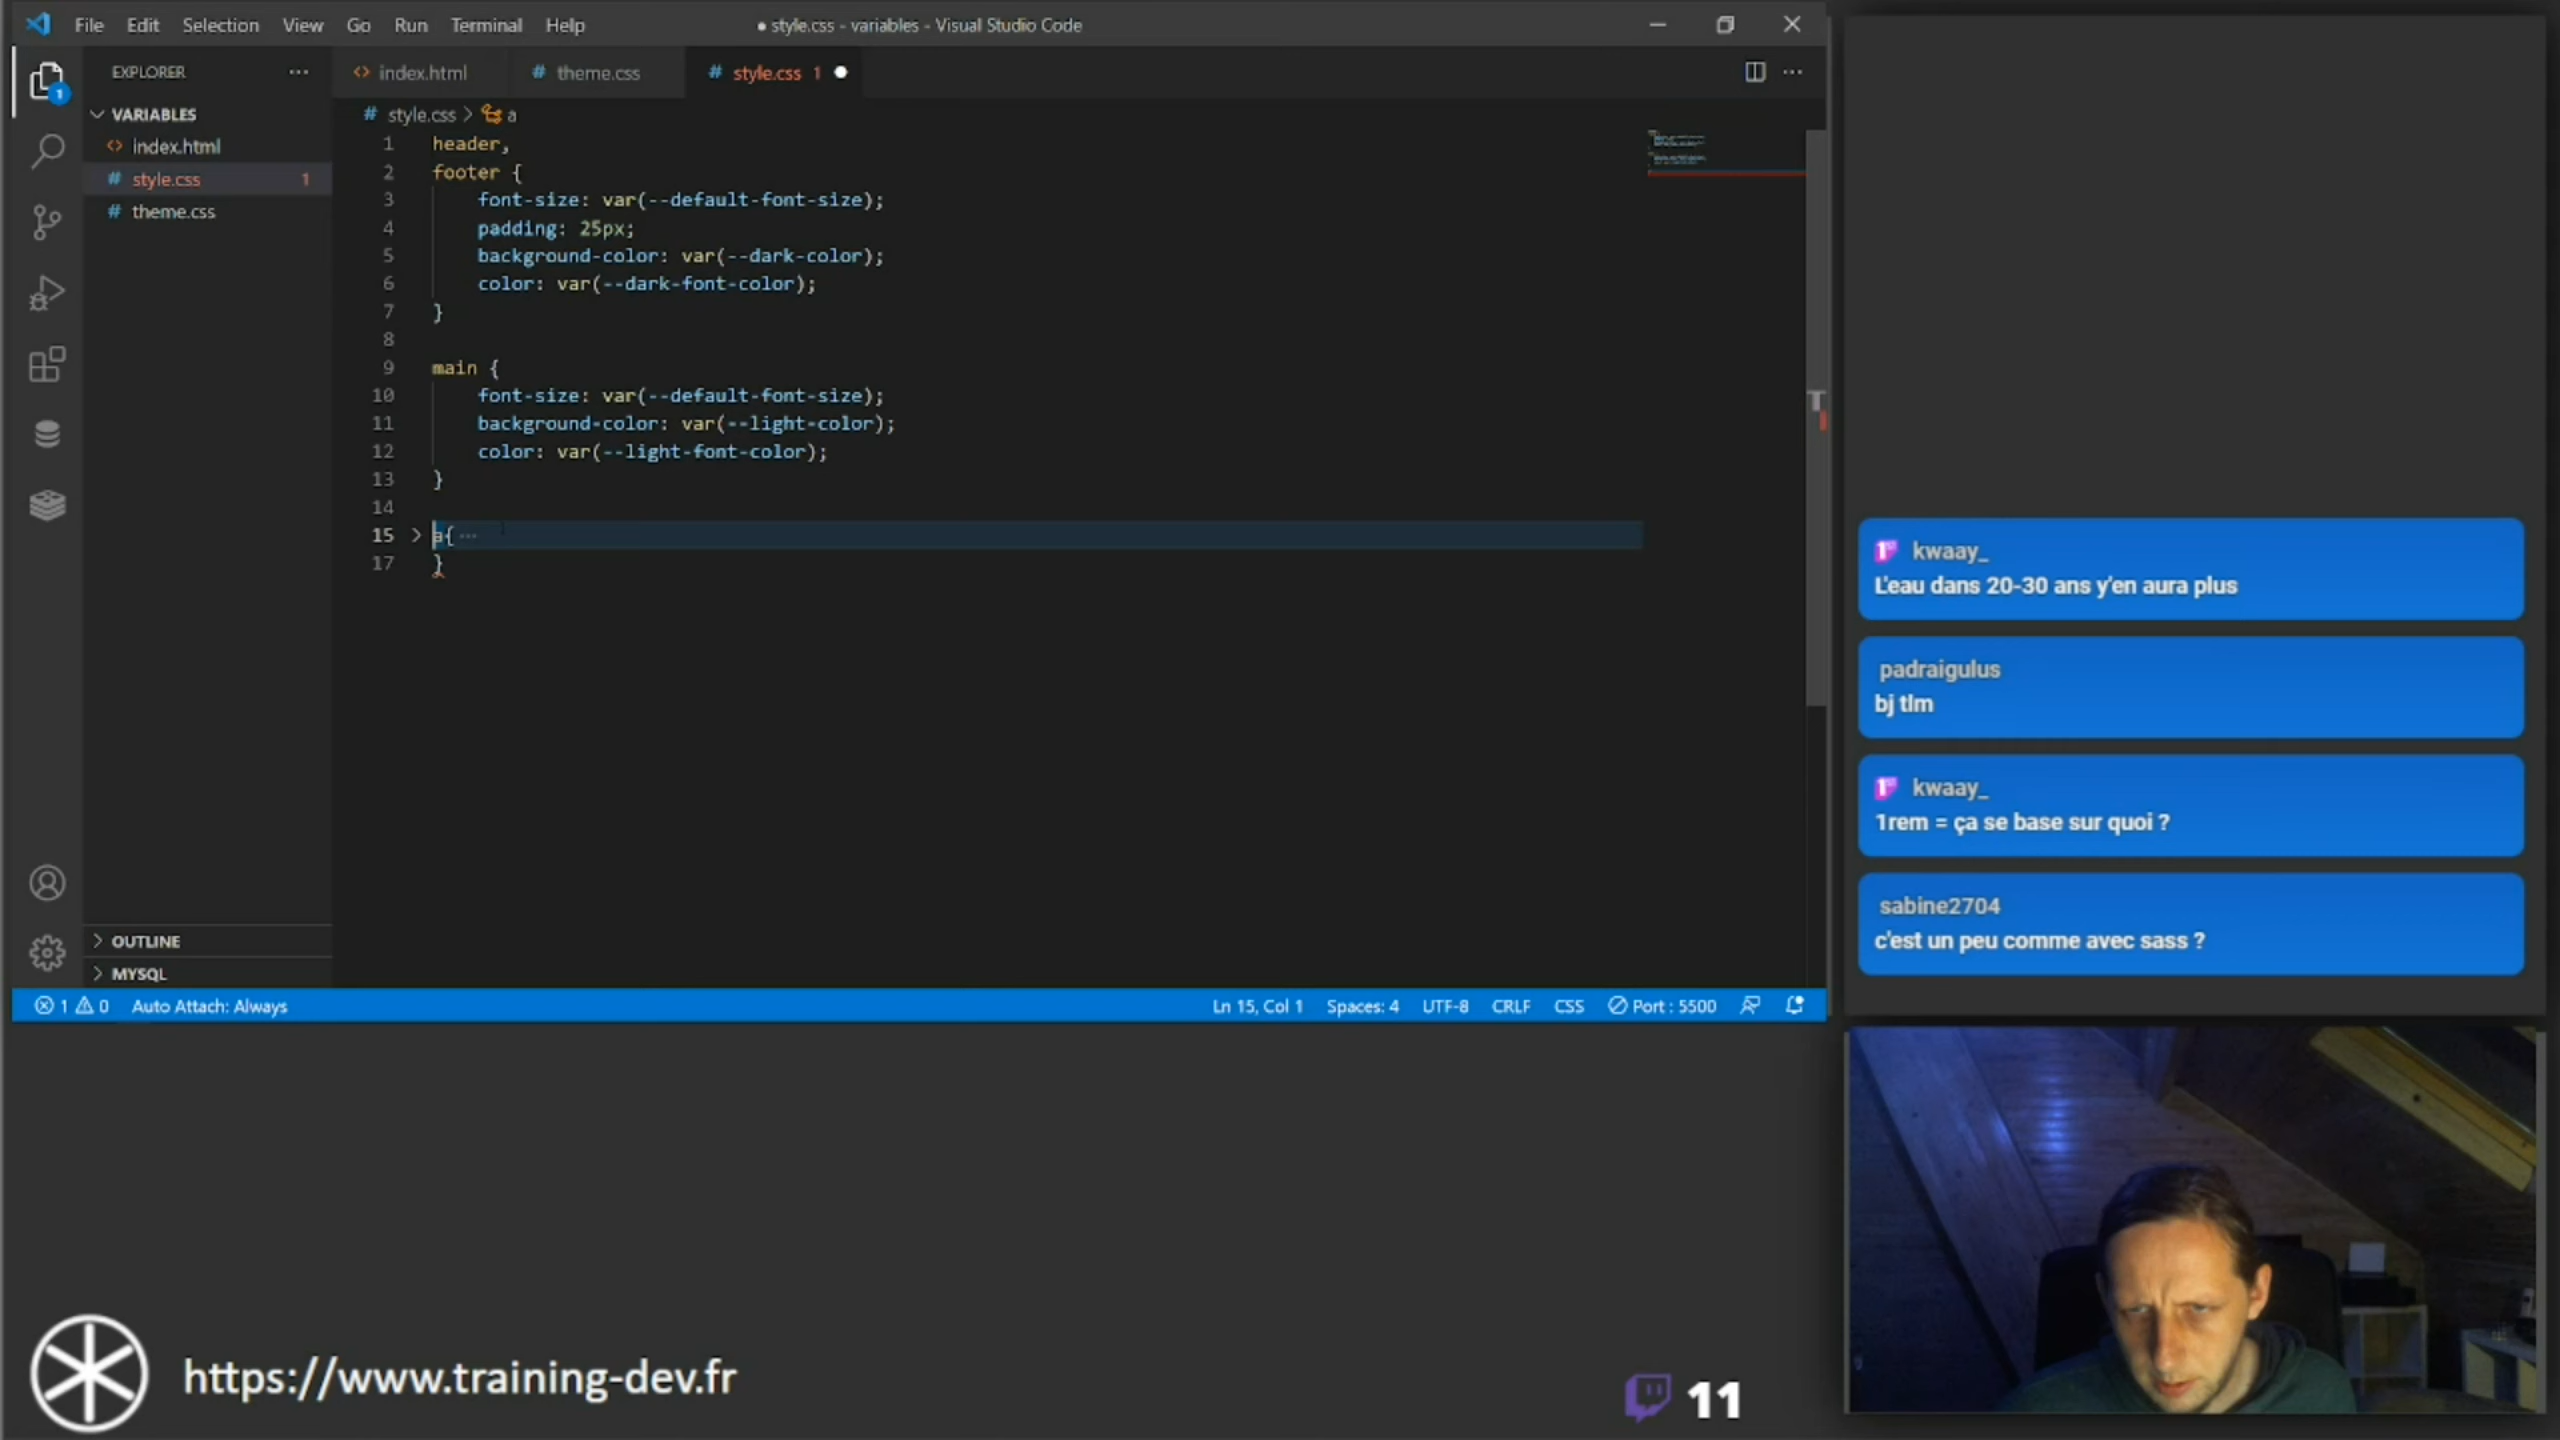 File Edit Selection View Go Run Terminal Help
● style.css - variables - Visual Studio Code
EXPLORER
index.html
theme.css
style.css 1
VARIABLES
index.html
style.css 1
theme.css
style.css > a
1 header,
2 footer {
3 font-size: var(--default-font-size);
4 padding: 25px;
5 background-color: var(--dark-color);
6 color: var(--dark-font-color);
7 }
8
9 main {
10 font-size: var(--default-font-size);
11 background-color: var(--light-color);
12 color: var(--light-font-color);
13 }
14
15 a{ ···
17 }
OUTLINE
MYSQL
1 0 Auto Attach: Always
Ln 15, Col 1 Spaces: 4 UTF-8 CRLF CSS Port : 5500
kwaay_
L'eau dans 20-30 ans y'en aura plus
padraigulus
bj tlm
kwaay_
1rem = ça se base sur quoi ?
sabine2704
c'est un peu comme avec sass ?
https://www.training-dev.fr
11